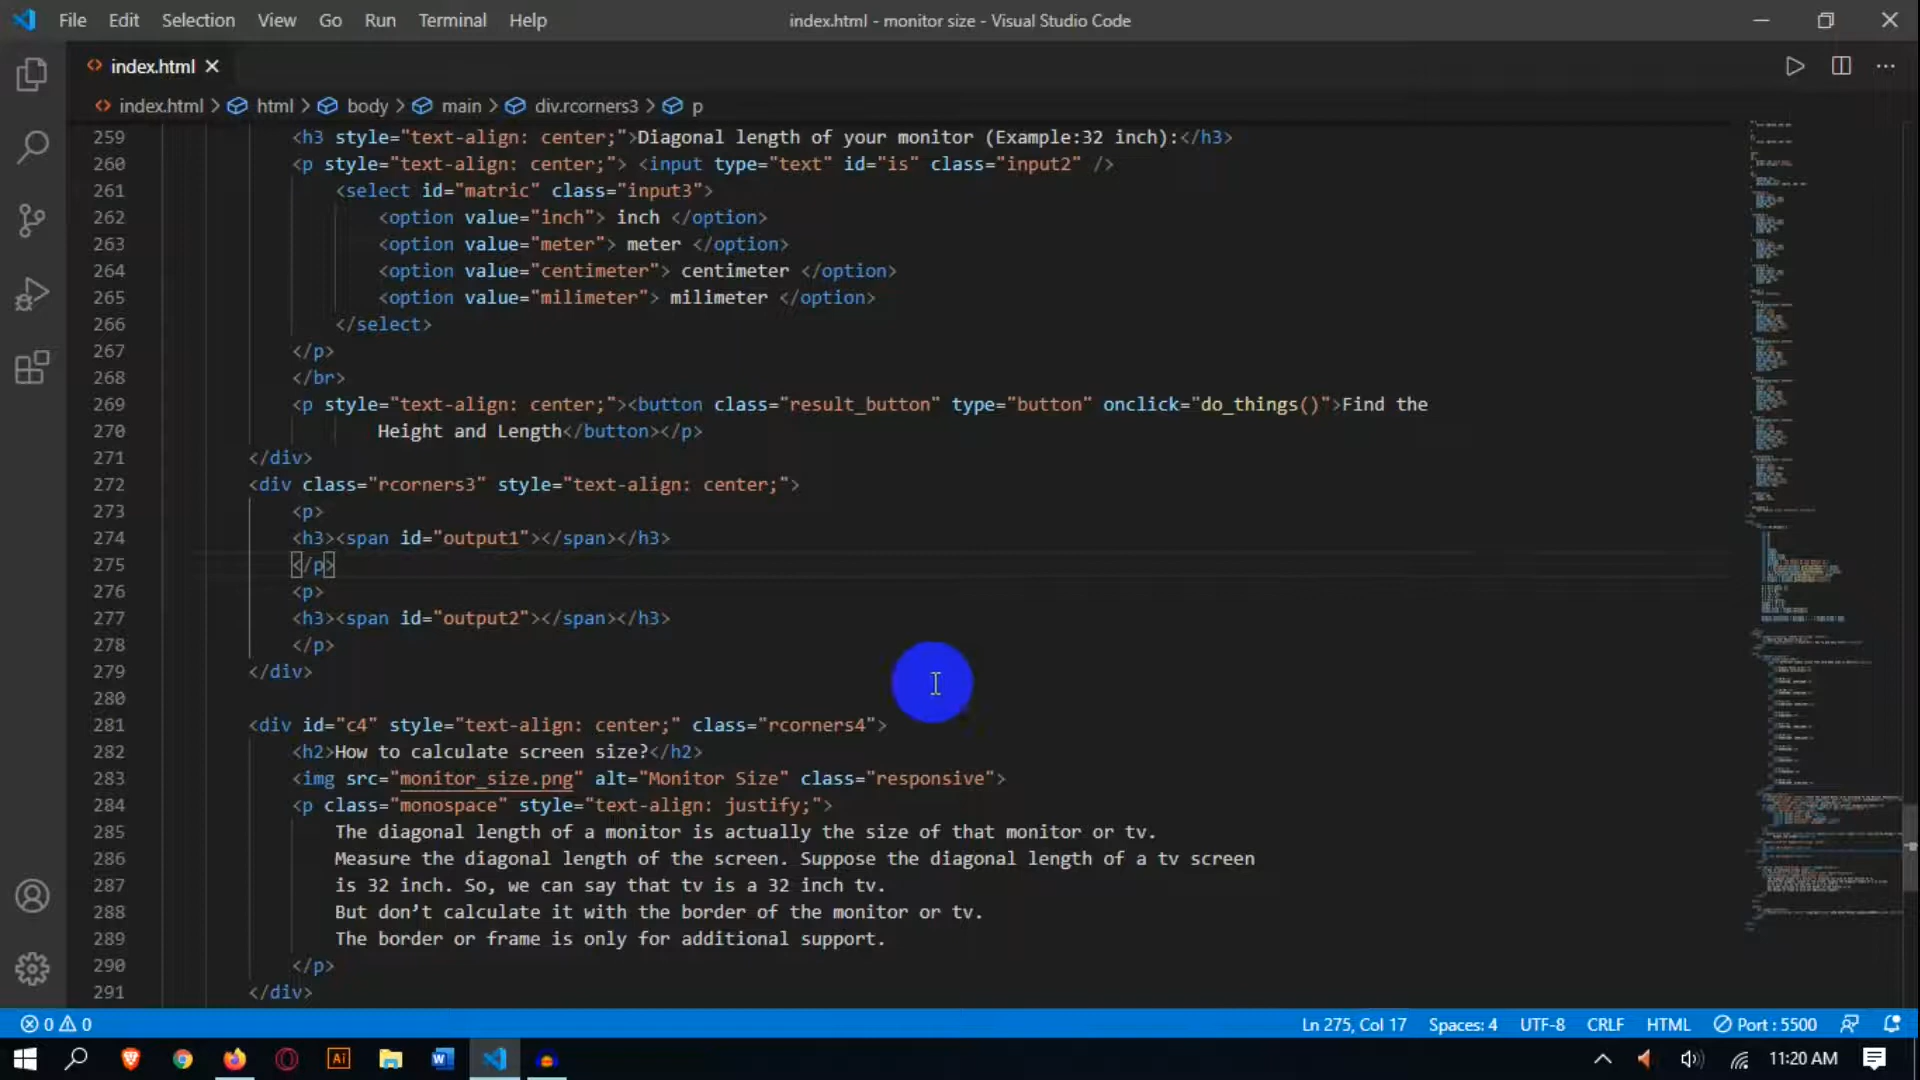 File Edit Selection View Go Run Terminal Help index.html - monitor size - Visual Studio Code
index.html
index.html > html > body > main > div.rcorners3 > p
259 <h3 style="text-align: center;">Diagonal length of your monitor (Example:32 inch):</h3>
260 <p style="text-align: center;"> <input type="text" id="is" class="input2" />
261 <select id="matric" class="input3">
262 <option value="inch"> inch </option>
263 <option value="meter"> meter </option>
264 <option value="centimeter"> centimeter </option>
265 <option value="milimeter"> milimeter </option>
266 </select>
267 </p>
268 </br>
269 <p style="text-align: center;"><button class="result_button" type="button" onclick="do_things()">Find the
270 Height and Length</button></p>
271 </div>
272 <div class="rcorners3" style="text-align: center;">
273 <p>
274 <h3><span id="output1"></span></h3>
275 </p>
276 <p>
277 <h3><span id="output2"></span></h3>
278 </p>
279 </div>
280
281 <div id="c4" style="text-align: center;" class="rcorners4">
282 <h2>How to calculate screen size?</h2>
283 <img src="monitor_size.png" alt="Monitor Size" class="responsive">
284 <p class="monospace" style="text-align: justify;">
285 The diagonal length of a monitor is actually the size of that monitor or tv.
286 Measure the diagonal length of the screen. Suppose the diagonal length of a tv screen
287 is 32 inch. So, we can say that tv is a 32 inch tv.
288 But don’t calculate it with the border of the monitor or tv.
289 The border or frame is only for additional support.
290 </p>
291 </div>
0 0 Ln 275, Col 17 Spaces: 4 UTF-8 CRLF HTML Port : 5500
Ai W 11:20 AM